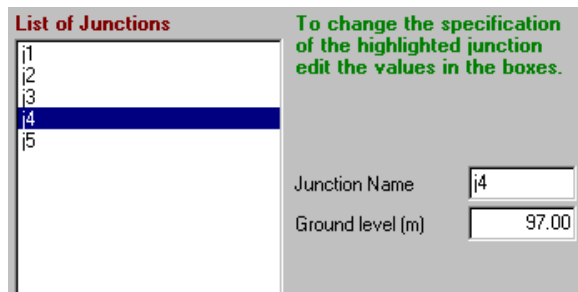 List of Junctions
j1
j2
j3
j4
j5
To change the specification
of the highlighted junction
edit the values in the boxes.
Junction Name
j4
Ground level (m)
97.00